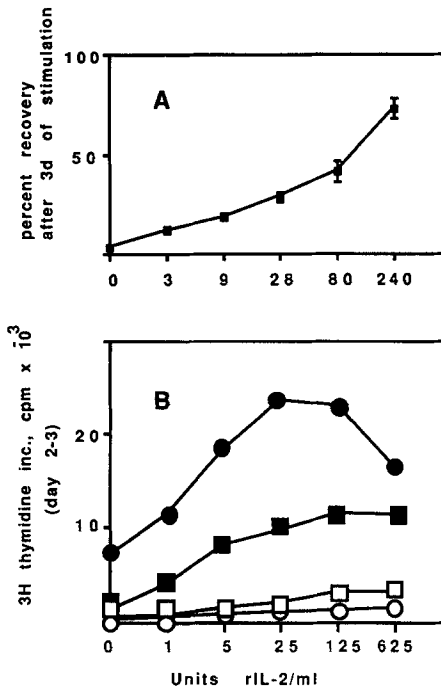 percent recovery
after 3d of stimulation
100
50
A
0 3 9 28 80 240
3H thymidine inc., cpm x 10^-3
(day 2-3)
B
20
10
0 1 5 25 125 625
Units rIL-2/ml